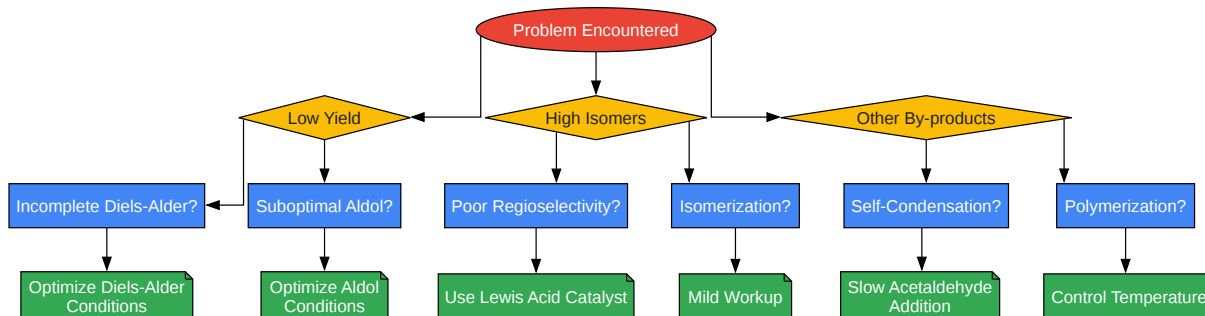 Problem Encountered
Low Yield
High Isomers
Other By-products
Incomplete Diels-Alder?
Suboptimal Aldol?
Poor Regioselectivity?
Isomerization?
Self-Condensation?
Polymerization?
Optimize Diels-Alder
Conditions
Optimize Aldol
Conditions
Use Lewis Acid Catalyst
Mild Workup
Slow Acetaldehyde
Addition
Control Temperature